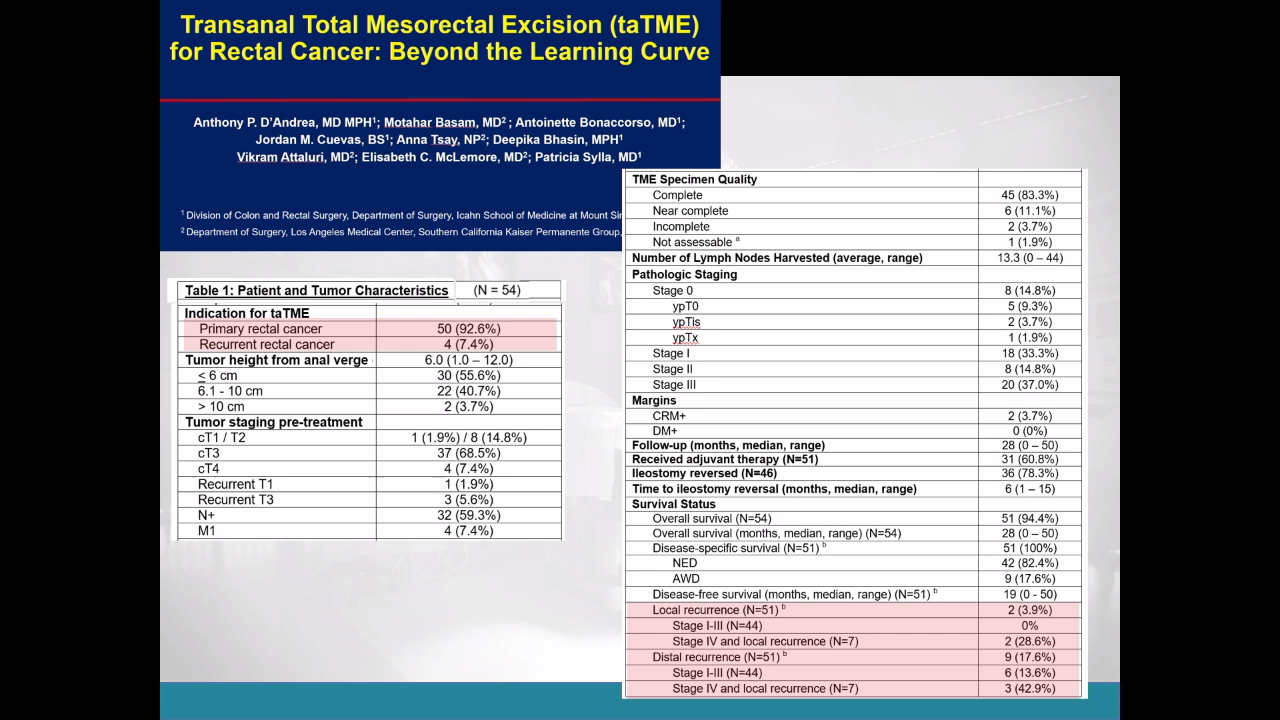 Transanal Total Mesorectal Excision (taTME)
for Rectal Cancer: Beyond the Learning Curve
Anthony P. D'Andrea, MD MPH¹; Motahar Basam, MD² ; Antoinette Bonaccorso, MD¹;
Jordan M. Cuevas, BS¹; Anna Tsay, NP²; Deepika Bhasin, MPH¹
Vikram Attaluri, MD²; Elisabeth C. McLemore, MD²; Patricia Sylla, MD¹
¹ Division of Colon and Rectal Surgery, Department of Surgery, Icahn School of Medicine at Mount
² Department of Surgery, Los Angeles Medical Center, Southern California Kaiser Permanente Group,
Table 1: Patient and Tumor Characteristics (N = 54)
Indication for taTME
Primary rectal cancer 50 (92.6%)
Recurrent rectal cancer 4 (7.4%)
Tumor height from anal verge 6.0 (1.0 – 12.0)
≤ 6 cm 30 (55.6%)
6.1 - 10 cm 22 (40.7%)
> 10 cm 2 (3.7%)
Tumor staging pre-treatment
cT1 / T2 1 (1.9%) / 8 (14.8%)
cT3 37 (68.5%)
cT4 4 (7.4%)
Recurrent T1 1 (1.9%)
Recurrent T3 3 (5.6%)
N+ 32 (59.3%)
M1 4 (7.4%)
TME Specimen Quality
Complete 45 (83.3%)
Near complete 6 (11.1%)
Incomplete 2 (3.7%)
Not assessable ᵃ 1 (1.9%)
Number of Lymph Nodes Harvested (average, range) 13.3 (0 – 44)
Pathologic Staging
Stage 0 8 (14.8%)
ypT0 5 (9.3%)
ypTis 2 (3.7%)
ypTx 1 (1.9%)
Stage I 18 (33.3%)
Stage II 8 (14.8%)
Stage III 20 (37.0%)
Margins
CRM+ 2 (3.7%)
DM+ 0 (0%)
Follow-up (months, median, range) 28 (0 – 50)
Received adjuvant therapy (N=51) 31 (60.8%)
Ileostomy reversed (N=46) 36 (78.3%)
Time to ileostomy reversal (months, median, range) 6 (1 – 15)
Survival Status
Overall survival (N=54) 51 (94.4%)
Overall survival (months, median, range) (N=54) 28 (0 – 50)
Disease-specific survival (N=51) ᵇ 51 (100%)
NED 42 (82.4%)
AWD 9 (17.6%)
Disease-free survival (months, median, range) (N=51) ᵇ 19 (0 - 50)
Local recurrence (N=51) ᵇ 2 (3.9%)
Stage I-III (N=44) 0%
Stage IV and local recurrence (N=7) 2 (28.6%)
Distal recurrence (N=51) ᵇ 9 (17.6%)
Stage I-III (N=44) 6 (13.6%)
Stage IV and local recurrence (N=7) 3 (42.9%)